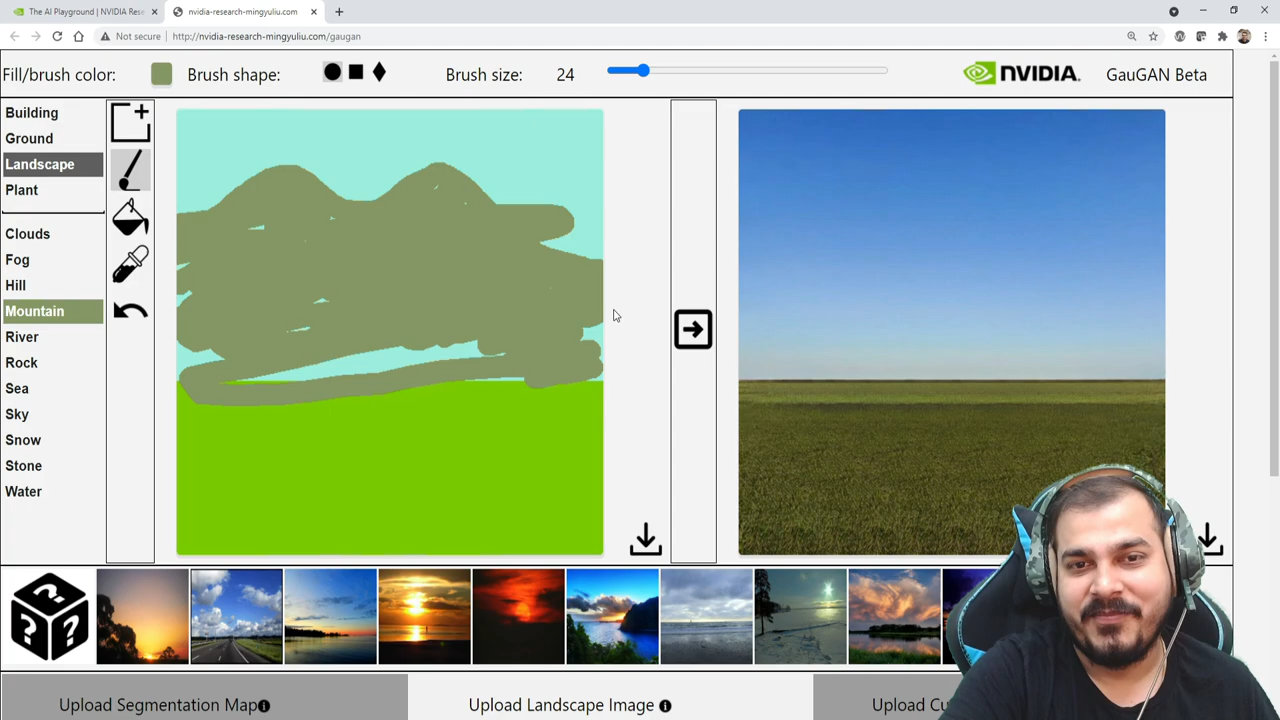 The AI Playground | NVIDIA Rese
nvidia-research-mingyuliu.com/
Not secure
http://nvidia-research-mingyuliu.com/gaugan
Fill/brush color:
Brush shape:
Brush size:
24
NVIDIA.
GauGAN Beta
Building
Ground
Landscape
Plant
Clouds
Fog
Hill
Mountain
River
Rock
Sea
Sky
Snow
Stone
Water
Upload Segmentation Map
Upload Landscape Image
Upload Cu